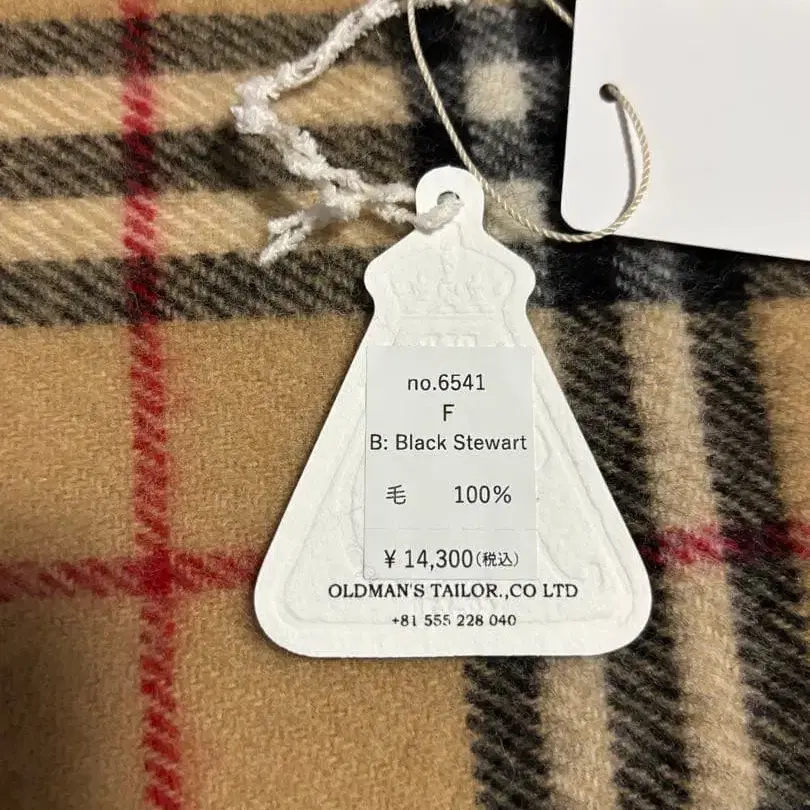 no.6541
F
B: Black Stewart
毛 100%
¥ 14,300(税込)
OLDMAN'S TAILOR.,CO LTD
+81 555 228 040